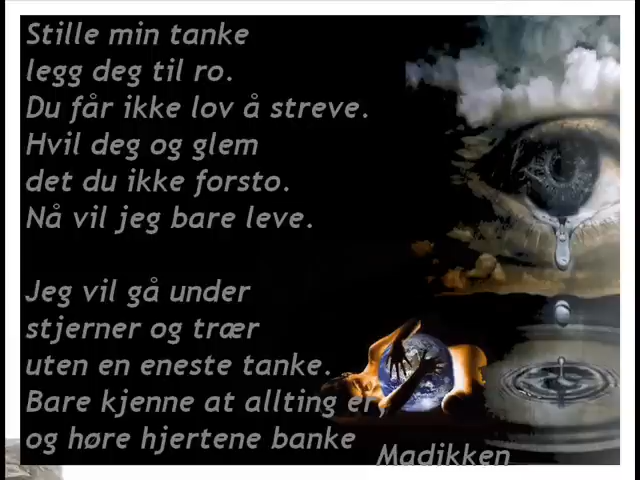 Stille min tanke
legg deg til ro.
Du får ikke lov å streve.
Hvil deg og glem
det du ikke forsto.
Nå vil jeg bare leve.
Jeg vil gå under
stjerner og trær
uten en eneste tanke.
Bare kjenne at allting er,
og høre hjertene banke
Madikken